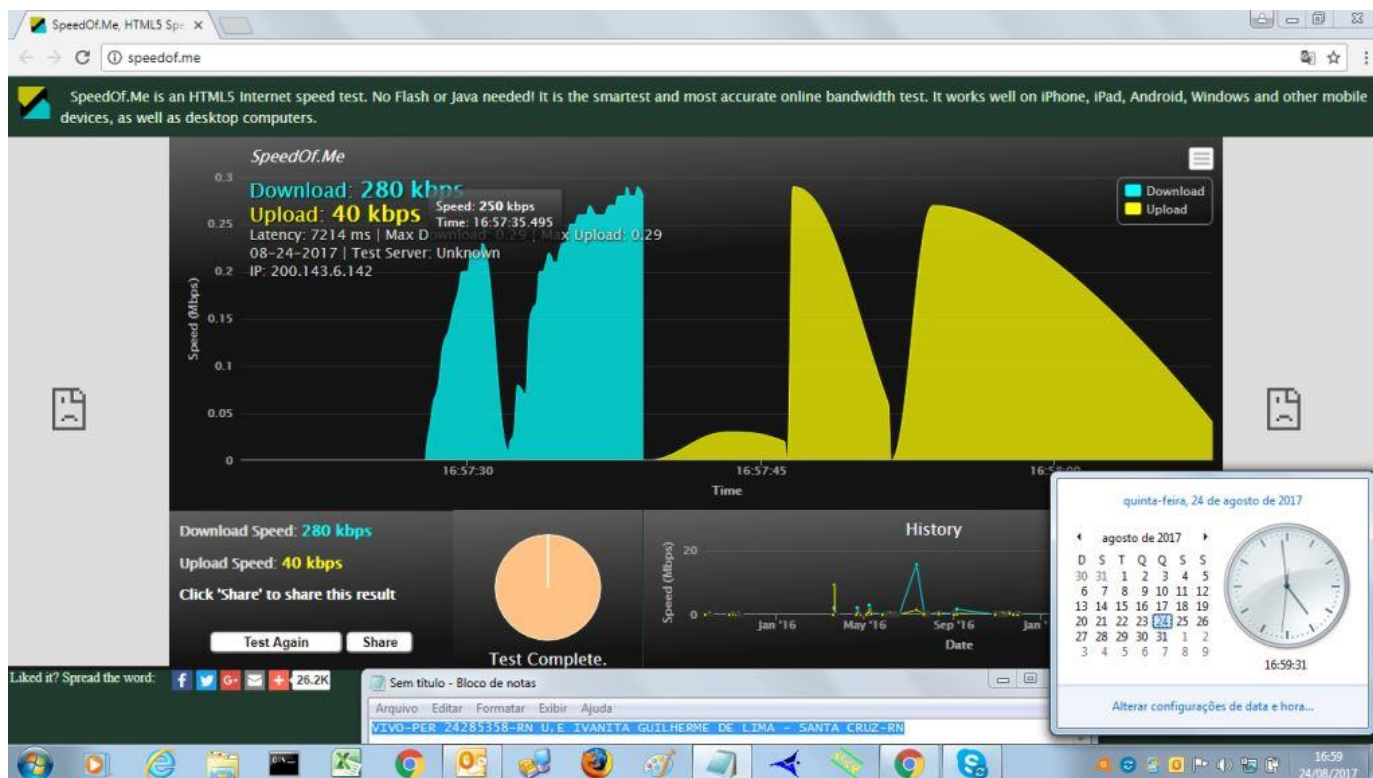 SpeedOf.Me, HTML5 Spe
speedof.me
SpeedOf.Me is an HTML5 Internet speed test. No Flash or Java needed! It is the smartest and most accurate online bandwidth test. It works well on iPhone, iPad, Android, Windows and other mobile
devices, as well as desktop computers.
SpeedOf.Me
Download: 280 kbps
Upload: 40 kbps
Speed: 250 kbps
Time: 16:57:35.495
Latency: 7214 ms | Max Download: 0.29 | Max Upload: 0.29
08-24-2017 | Test Server: Unknown
IP: 200.143.6.142
Download
Upload
Speed (Mbps)
0.3
0.25
0.2
0.15
0.1
0.05
0
16:57:30
16:57:45
16:58:00
Time
Download Speed: 280 kbps
Upload Speed: 40 kbps
Click 'Share' to share this result
Test Again
Share
Test Complete.
History
Speed (Mbps)
20
0
Jan '16
May '16
Sep '16
Jan '
Date
quinta-feira, 24 de agosto de 2017
agosto de 2017
D S T Q Q S S
30 31 1 2 3 4 5
6 7 8 9 10 11 12
13 14 15 16 17 18 19
20 21 22 23 24 25 26
27 28 29 30 31 1 2
3 4 5 6 7 8 9
16:59:31
Alterar configurações de data e hora...
Liked it? Spread the word:
26.2K
Sem título - Bloco de notas
Arquivo Editar Formatar Exibir Ajuda
VIVO-PER 24285358-RN U.E IVANITA GUILHERME DE LIMA - SANTA CRUZ-RN
16:59
24/08/2017